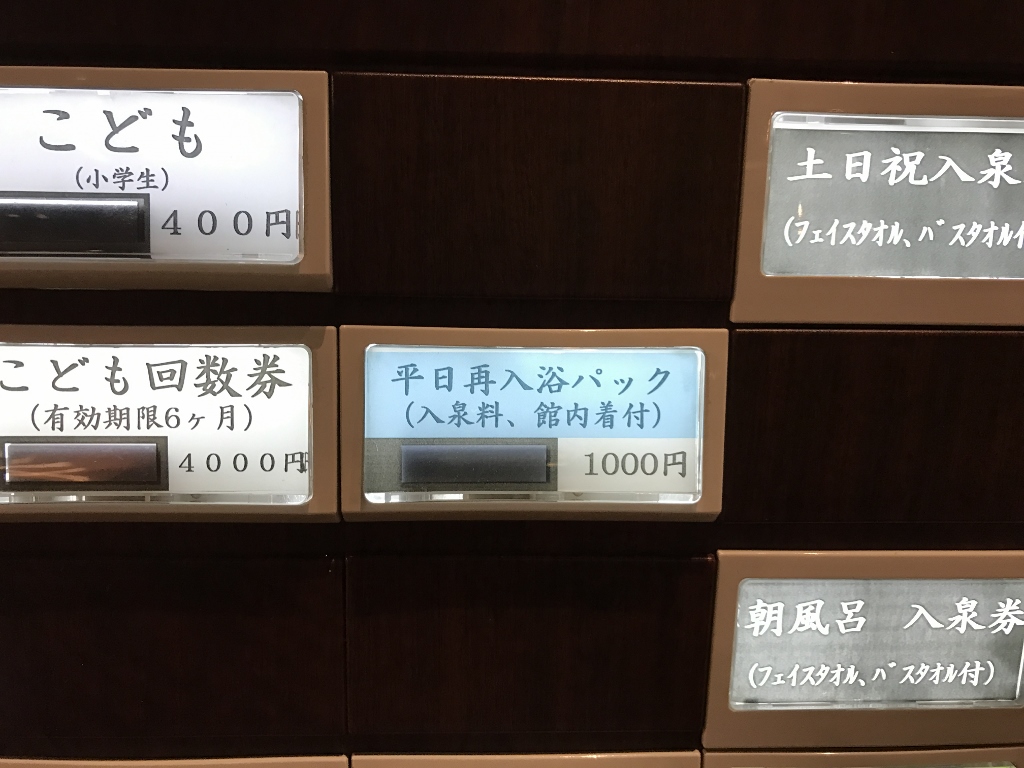 こども
(小学生)
４００円
土日祝入泉
(フェイスタオル、バスタオル付
こども回数券
(有効期限6ヶ月)
４０００円
平日再入浴パック
(入泉料、館内着付)
1000円
朝風呂　入泉券
(フェイスタオル、バスタオル付)